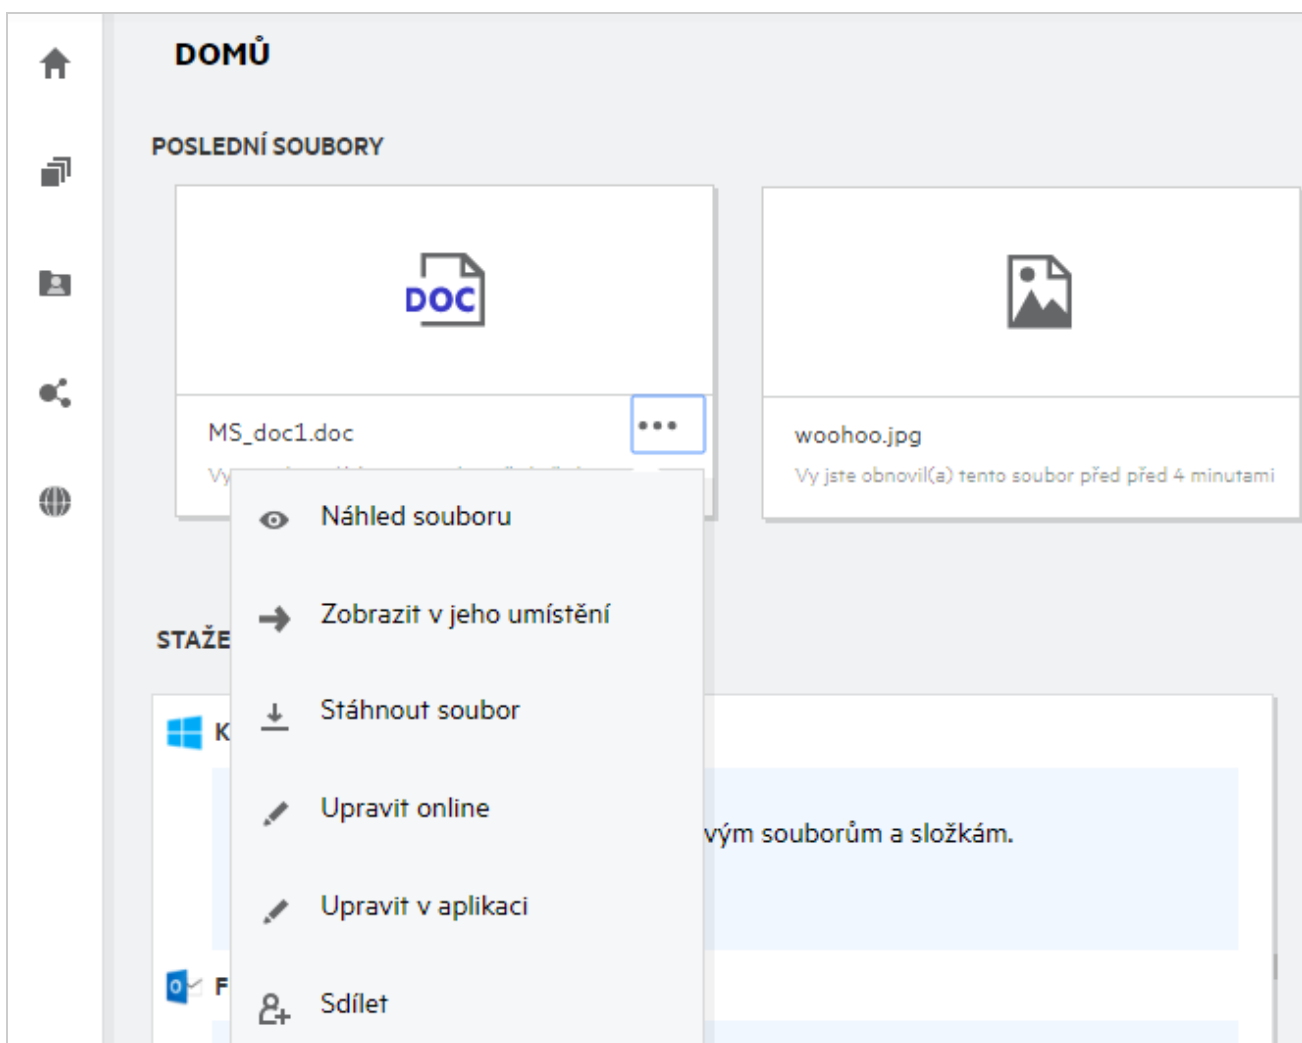 DOMŮ
POSLEDNÍ SOUBORY
DOC
MS_doc1.doc
•••
woohoo.jpg
Vy
Vy jste obnovil(a) tento soubor před před 4 minutami
Náhled souboru
Zobrazit v jeho umístění
STAŽE
Stáhnout soubor
K
Upravit online
vým souborům a složkám.
Upravit v aplikaci
F
Sdílet